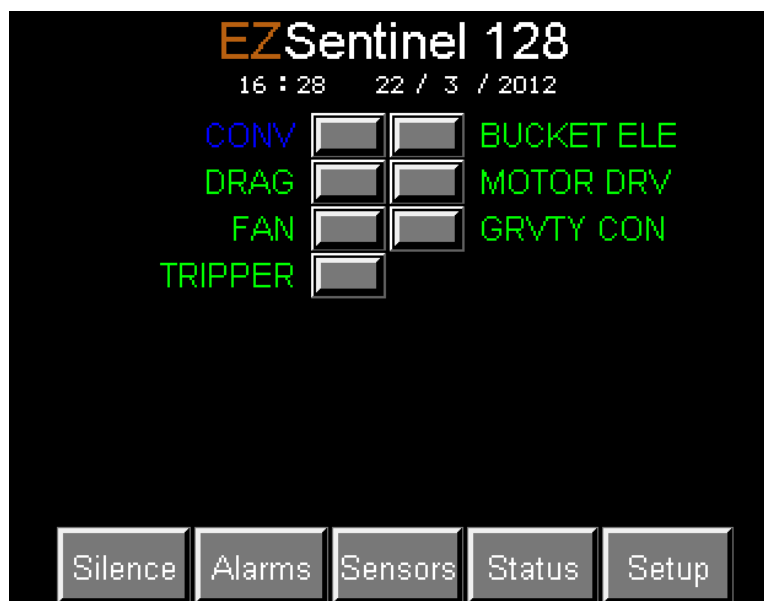 EZSentinel 128
16 : 28 22 / 3 / 2012
CONV BUCKET ELE
DRAG MOTOR DRV
FAN GRVTY CON
TRIPPER
Silence Alarms Sensors Status Setup